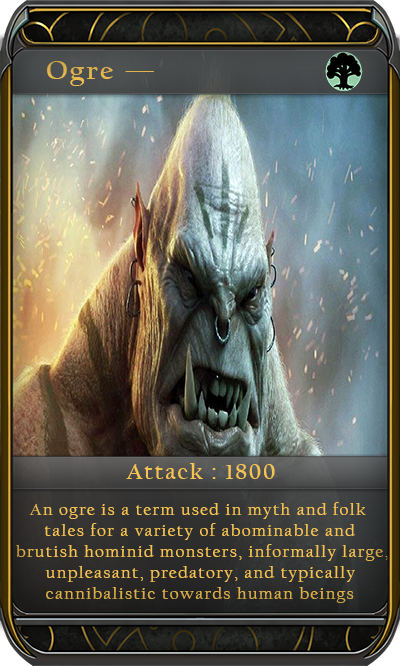 Ogre —
Attack : 1800
An ogre is a term used in myth and folk
tales for a variety of abominable and
brutish hominid monsters, informally large,
unpleasant, predatory, and typically
cannibalistic towards human beings